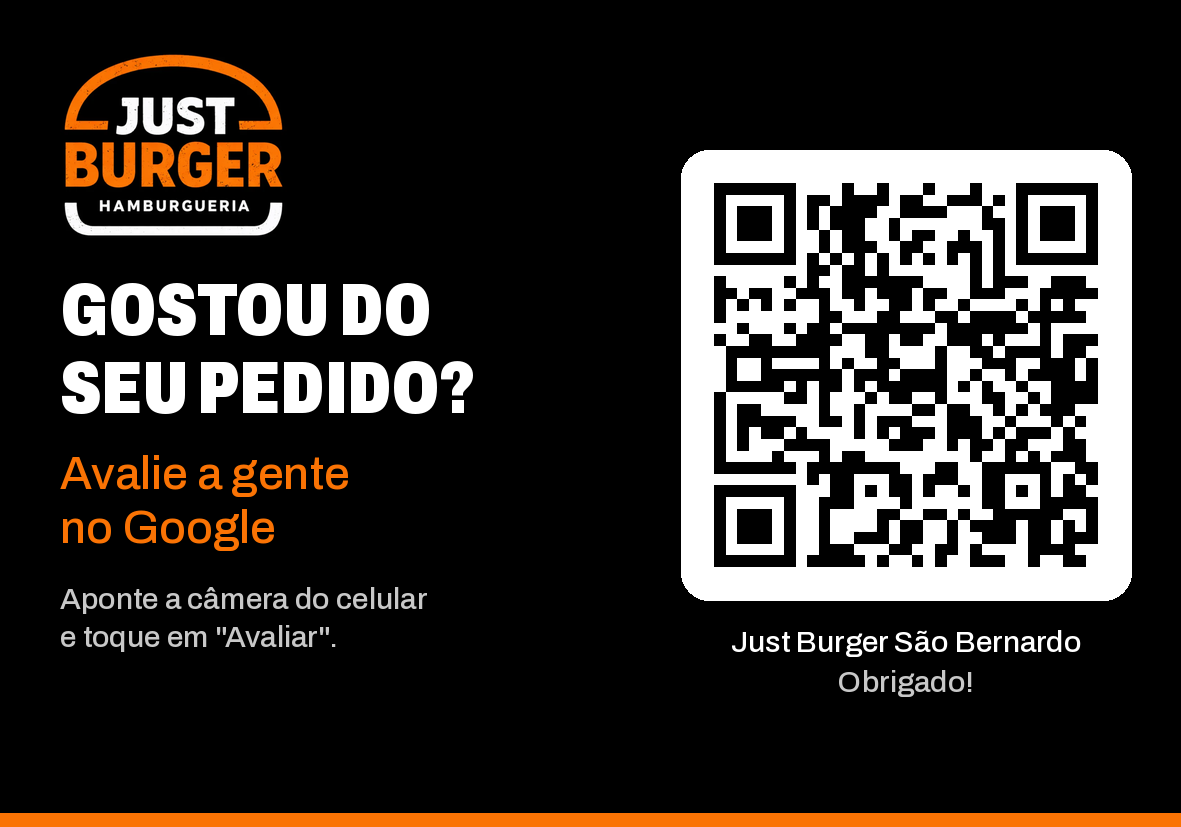 JUST
BURGER
HAMBURGUERIA
GOSTOU DO
SEU PEDIDO?
Avalie a gente
no Google
Aponte a câmera do celular
e toque em "Avaliar".
Just Burger São Bernardo
Obrigado!